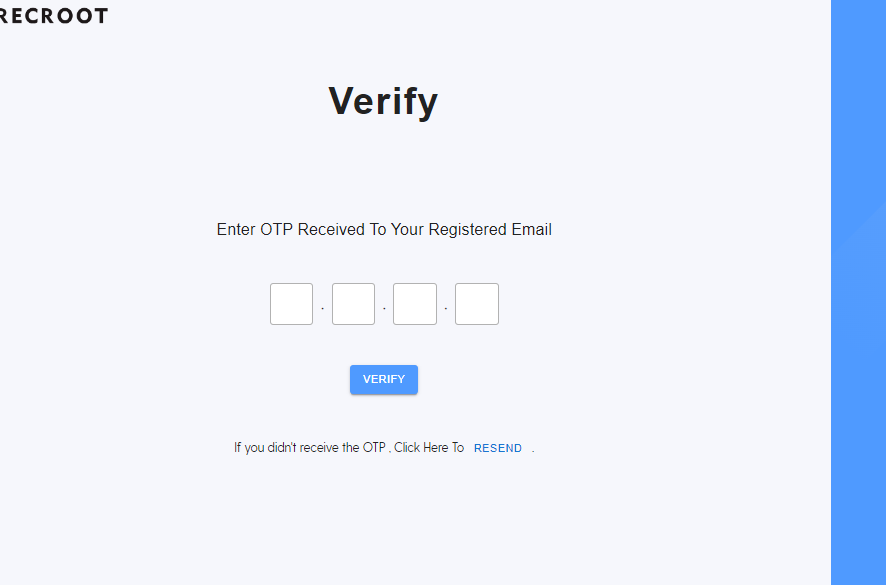 RECROOT
Verify
Enter OTP Received To Your Registered Email
. . .
VERIFY
If you didn't receive the OTP , Click Here To RESEND .